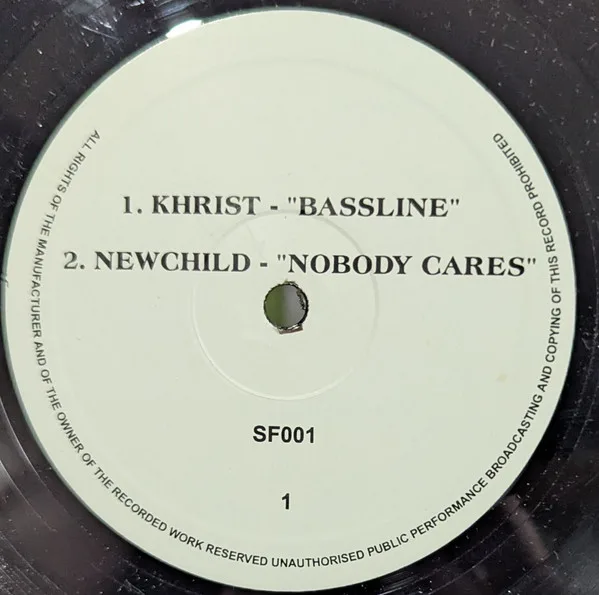 1. KHRIST - "BASSLINE"
2. NEWCHILD - "NOBODY CARES"
SF001
1
ALL RIGHTS OF THE MANUFACTURER AND OF THE OWNER OF THE RECORDED WORK RESERVED UNAUTHORISED PUBLIC PERFORMANCE BROADCASTING AND COPYING OF THIS RECORD PROHIBITED